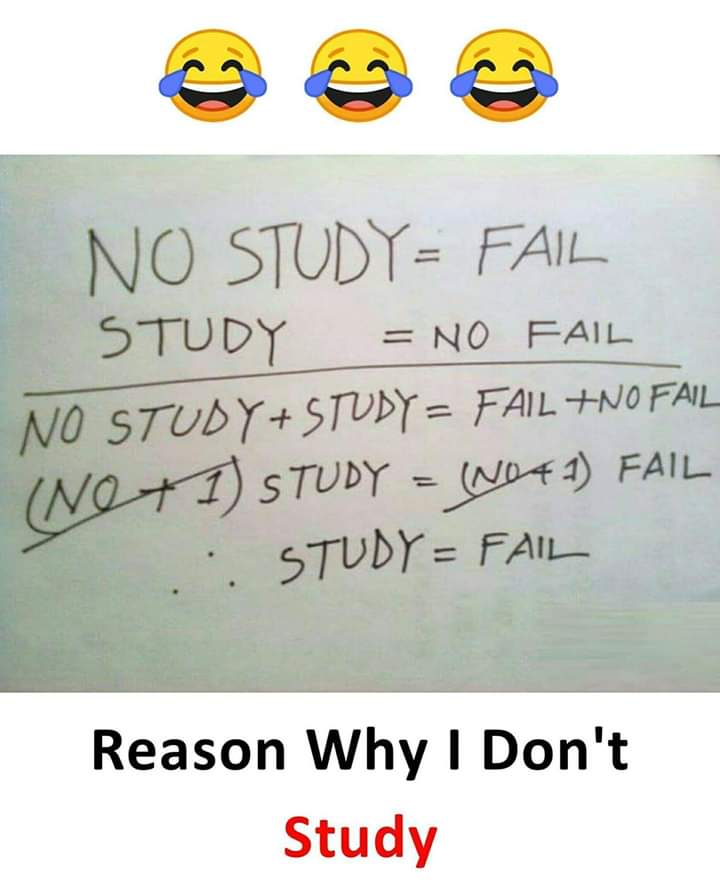 NO STUDY = FAIL
STUDY = NO FAIL
NO STUDY + STUDY = FAIL + NO FAIL
(NO + 1) STUDY = (NO + 1) FAIL
∴ STUDY = FAIL
Reason Why I Don't
Study